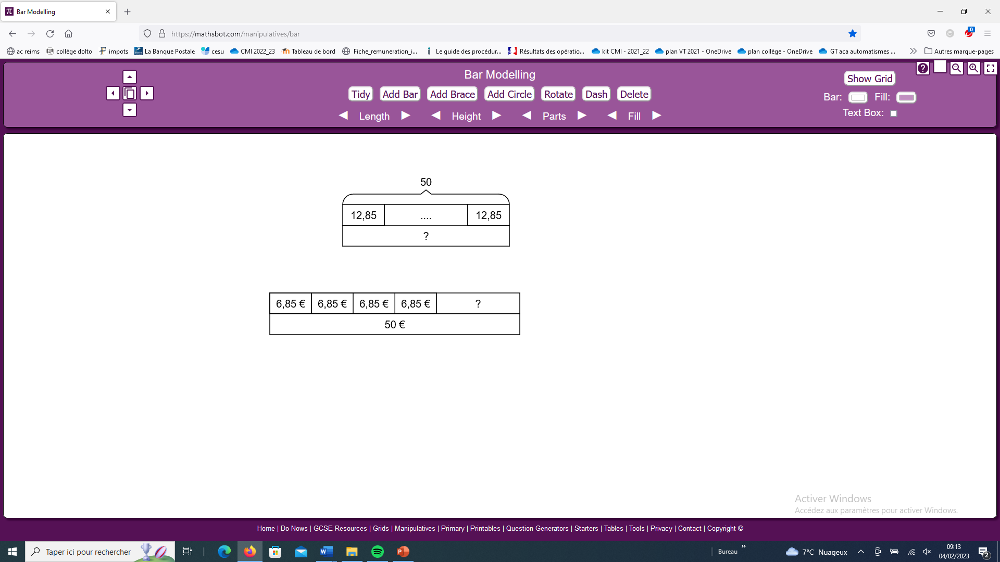 Bar Modelling
https://mathsbot.com/manipulatives/bar
0
ac reims collège dolto impots La Banque Postale cesu CMI 2022_23 Tableau de bord Fiche_remuneration_i... Le guide des procédur... Résultats des opératio... kit CMI - 2021_22 plan VT 2021 - OneDrive plan collège - OneDrive GT aca automatismes ... Autres marque-pages
Bar Modelling
Tidy Add Bar Add Brace Add Circle Rotate Dash Delete
Length Height Parts Fill
?
Show Grid
Bar: Fill:
Text Box:
50
12,85 .... 12,85
?
6,85 € 6,85 € 6,85 € 6,85 € ?
50 €
Activer Windows
Accédez aux paramètres pour activer Windows.
Home | Do Nows | GCSE Resources | Grids | Manipulatives | Primary | Printables | Question Generators | Starters | Tables | Tools | Privacy | Contact | Copyright ©
Taper ici pour rechercher
Bureau
7°C Nuageux
09:13
04/02/2023
2